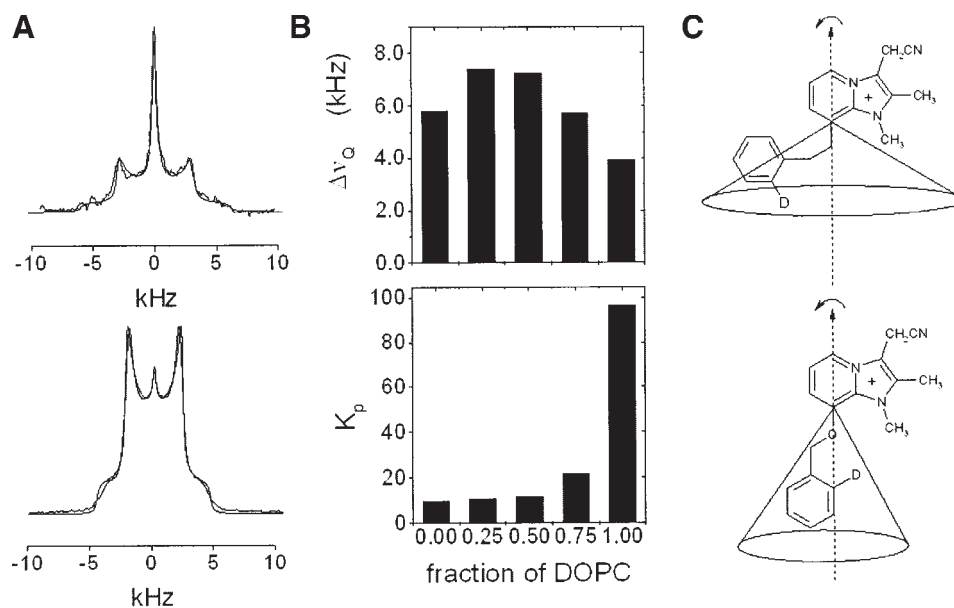 A
-10 -5 0 5 10
kHz
-10 -5 0 5 10
kHz
B
Δν_Q (kHz)
8.0
6.0
4.0
2.0
0.0
K_p
100
80
60
40
20
0
0.00 0.25 0.50 0.75 1.00
fraction of DOPC
C
CH₂CN
N
+
CH₃
N
CH₃
D
CH₂CN
N
+
CH₃
N
CH₃
O
D